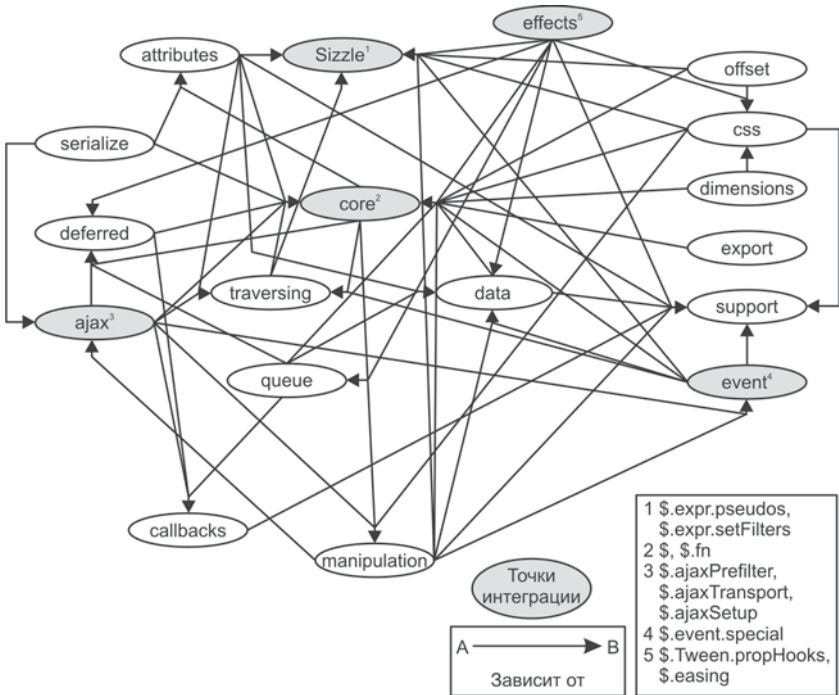 effects⁵
attributes
Sizzle¹
offset
css
serialize
dimensions
core²
deferred
export
traversing
data
support
ajax³
queue
event⁴
callbacks
manipulation
Точки
интеграции
A
B
Зависит от
1 $.expr.pseudos,
$.expr.setFilters
2 $, $.fn
3 $.ajaxPrefilter,
$.ajaxTransport,
$.ajaxSetup
4 $.event.special
5 $.Tween.propHooks,
$.easing